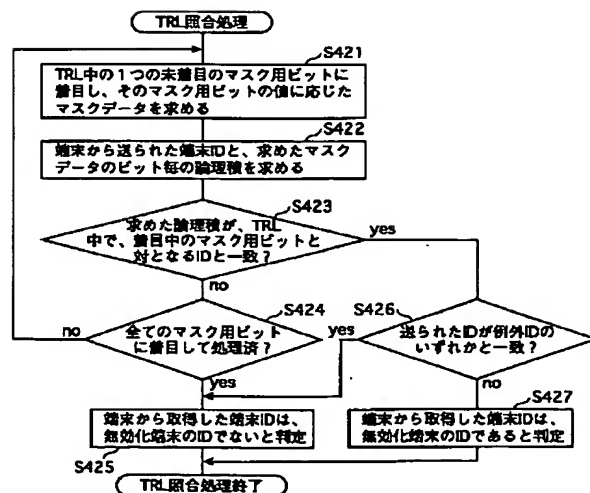 TRL照合処理
S421
TRL中の1つの未着目のマスク用ビットに
着目し、そのマスク用ビットの値に応じた
マスクデータを求める
S422
端末から送られた端末IDと、求めたマスク
データのビット毎の論理積を求める
S423
求めた論理積が、TRL
中で、着目中のマスク用ビットと
対となるIDと一致?
yes
no
S424
全てのマスク用ビット
に着目して処理済?
no
yes
S426
送られたIDが例外IDの
いずれかと一致?
yes
no
端末から取得した端末IDは、
無効化端末のIDでないと判定
S425
S427
端末から取得した端末IDは、
無効化端末のIDであると判定
TRL照合処理終了